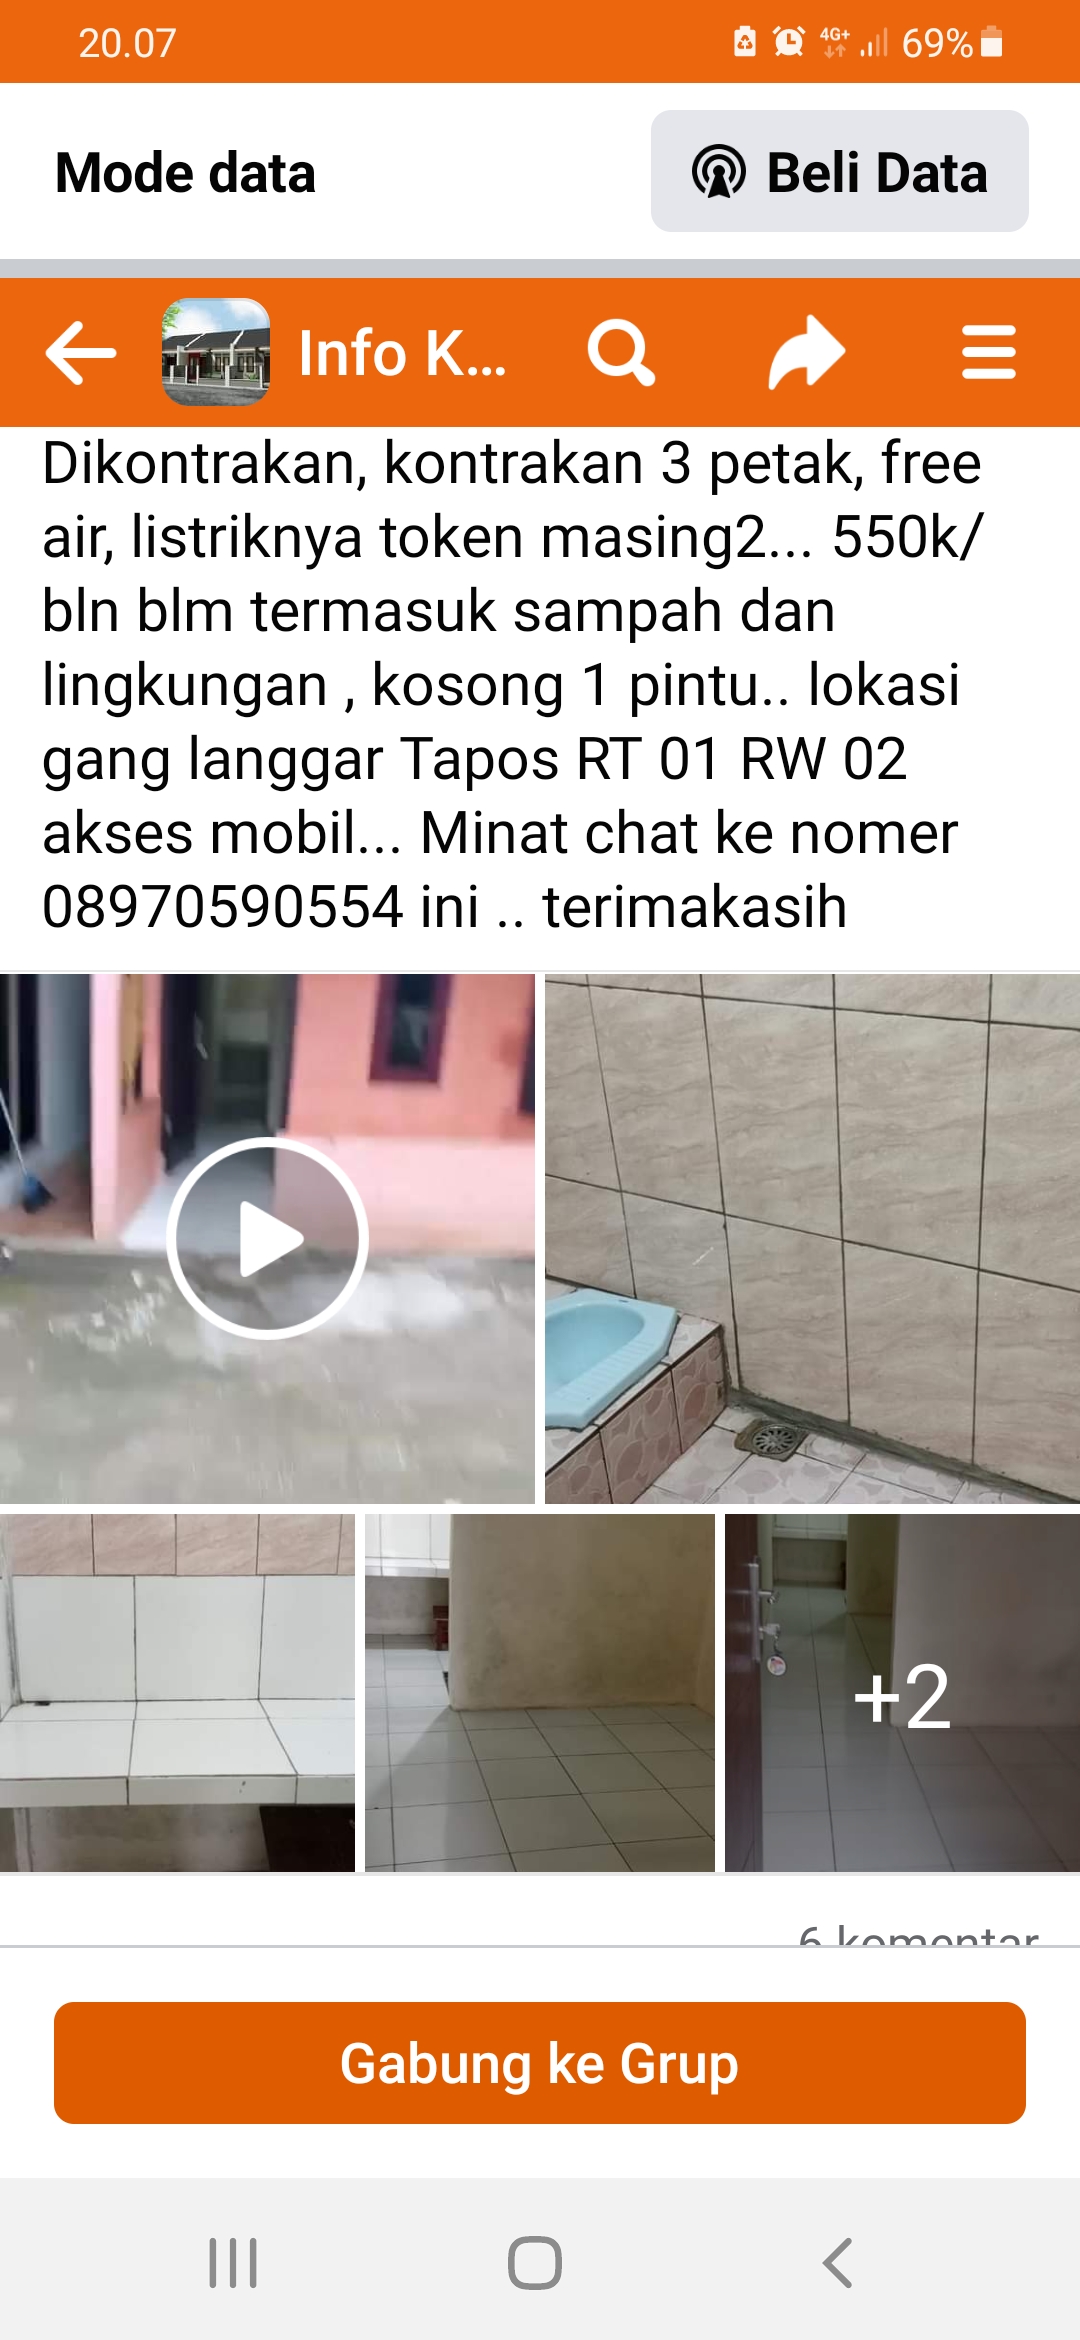 20.07
4G+ 69%
Mode data
Beli Data
Info K...
Dikontrakan, kontrakan 3 petak, free
air, listriknya token masing2... 550k/
bln blm termasuk sampah dan
lingkungan , kosong 1 pintu.. lokasi
gang langgar Tapos RT 01 RW 02
akses mobil... Minat chat ke nomer
08970590554 ini .. terimakasih
+2
6 komentar
Gabung ke Grup